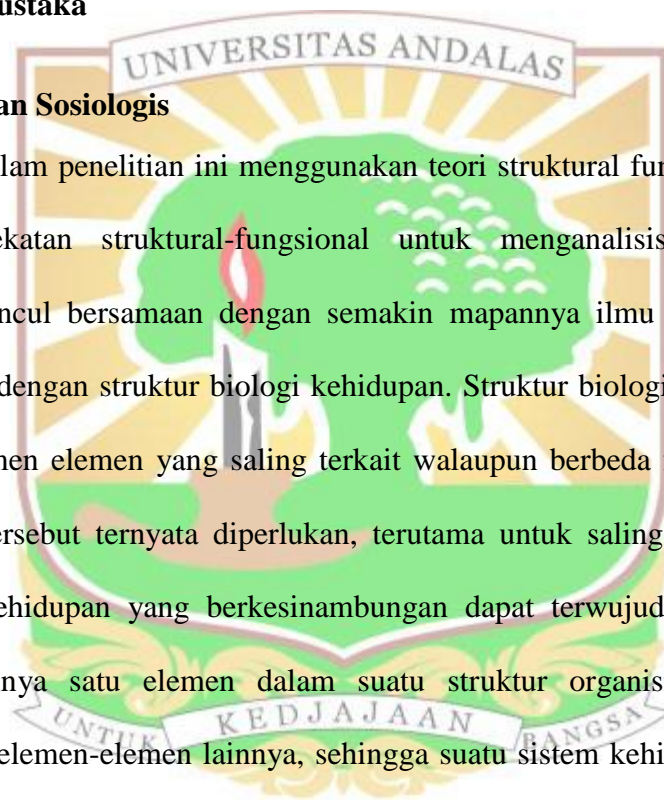 ustaka
UNIVERSITAS ANDALAS
an Sosiologis
lam penelitian ini menggunakan teori struktural fun
ekatan struktural-fungsional untuk menganalisis
ncul bersamaan dengan semakin mapannya ilmu
dengan struktur biologi kehidupan. Struktur biologi
nen elemen yang saling terkait walaupun berbeda
ersebut ternyata diperlukan, terutama untuk saling
ehidupan yang berkesinambungan dapat terwujud
nya satu elemen dalam suatu struktur organis
UNTUK KEDJAJAAN BANGSA
elemen-elemen lainnya, sehingga suatu sistem kehi